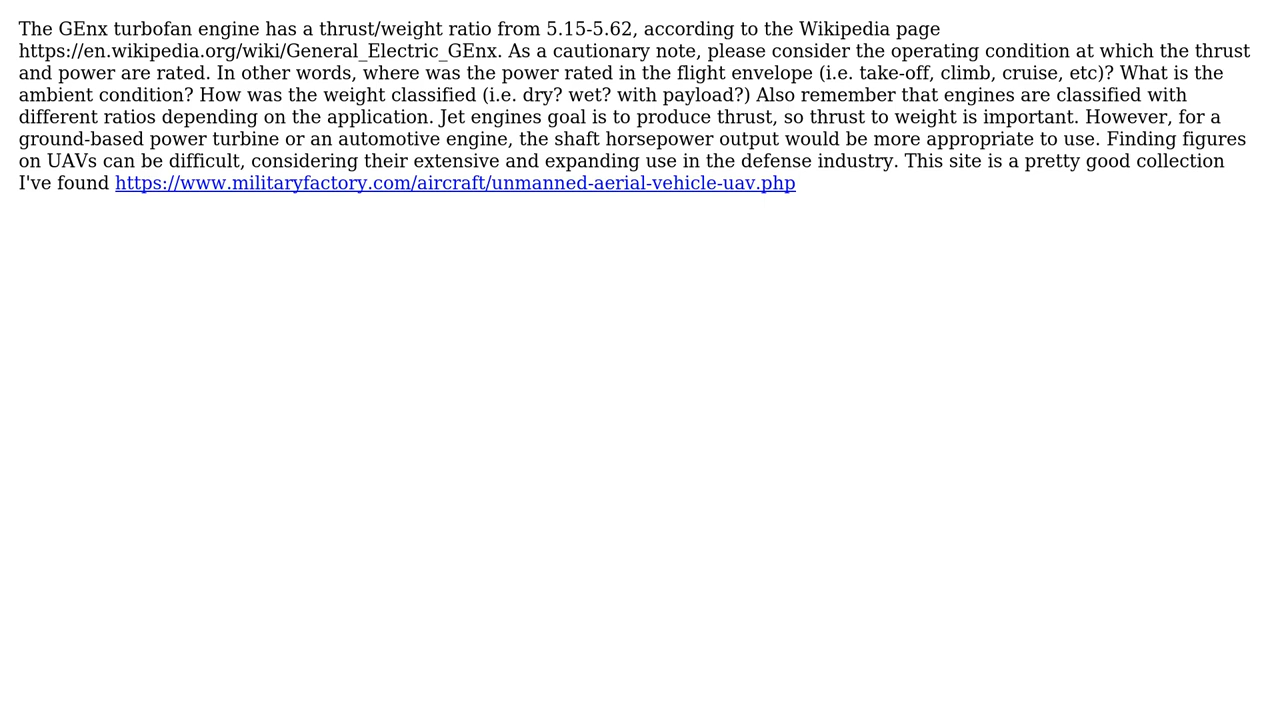 The GEnx turbofan engine has a thrust/weight ratio from 5.15-5.62, according to the Wikipedia page
https://en.wikipedia.org/wiki/General_Electric_GEnx. As a cautionary note, please consider the operating condition at which the thrust
and power are rated. In other words, where was the power rated in the flight envelope (i.e. take-off, climb, cruise, etc)? What is the
ambient condition? How was the weight classified (i.e. dry? wet? with payload?) Also remember that engines are classified with
different ratios depending on the application. Jet engines goal is to produce thrust, so thrust to weight is important. However, for a
ground-based power turbine or an automotive engine, the shaft horsepower output would be more appropriate to use. Finding figures
on UAVs can be difficult, considering their extensive and expanding use in the defense industry. This site is a pretty good collection
I've found https://www.militaryfactory.com/aircraft/unmanned-aerial-vehicle-uav.php